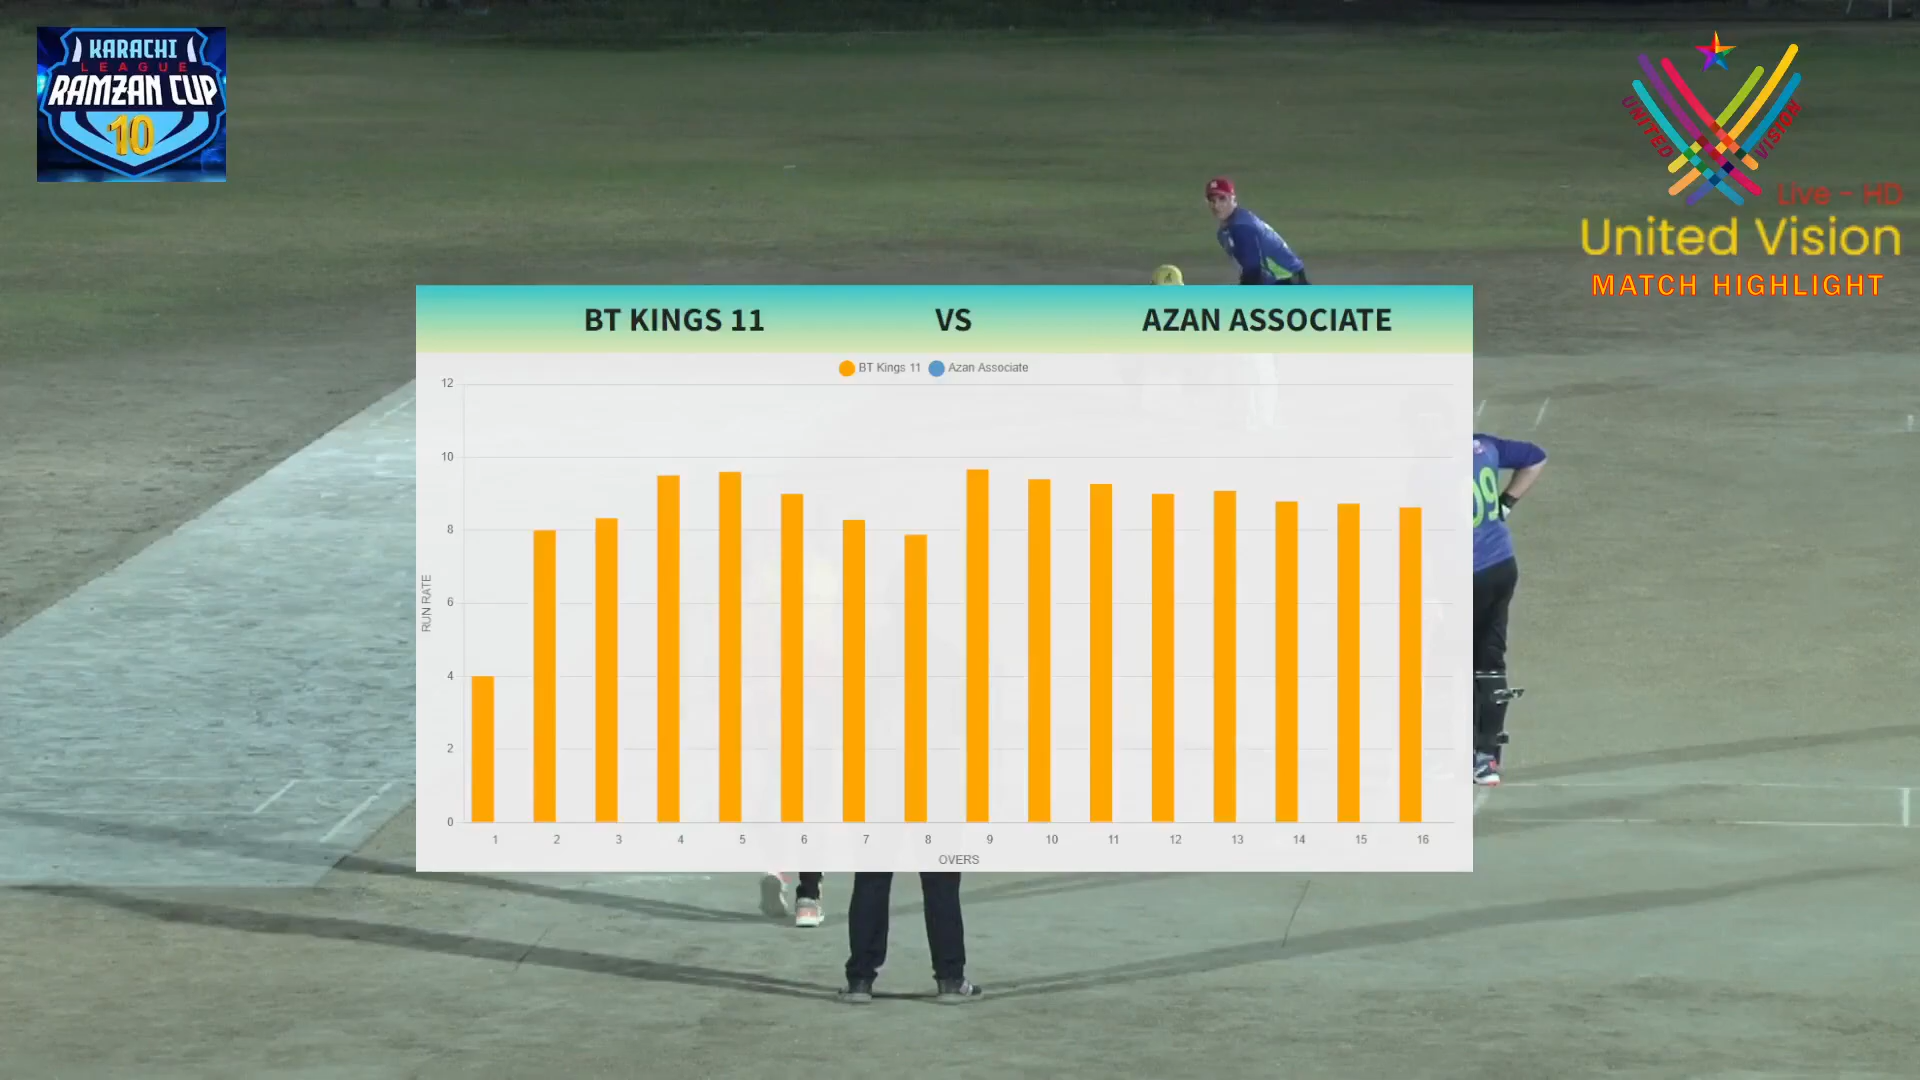 KARACHI
LEAGUE
RAMZAN CUP
10
UNITED VISION
Live - HD
United Vision
MATCH HIGHLIGHT
BT KINGS 11 VS AZAN ASSOCIATE
BT Kings 11 Azan Associate
12
10
8
6
4
2
0
RUN RATE
1 2 3 4 5 6 7 8 9 10 11 12 13 14 15 16
OVERS
09